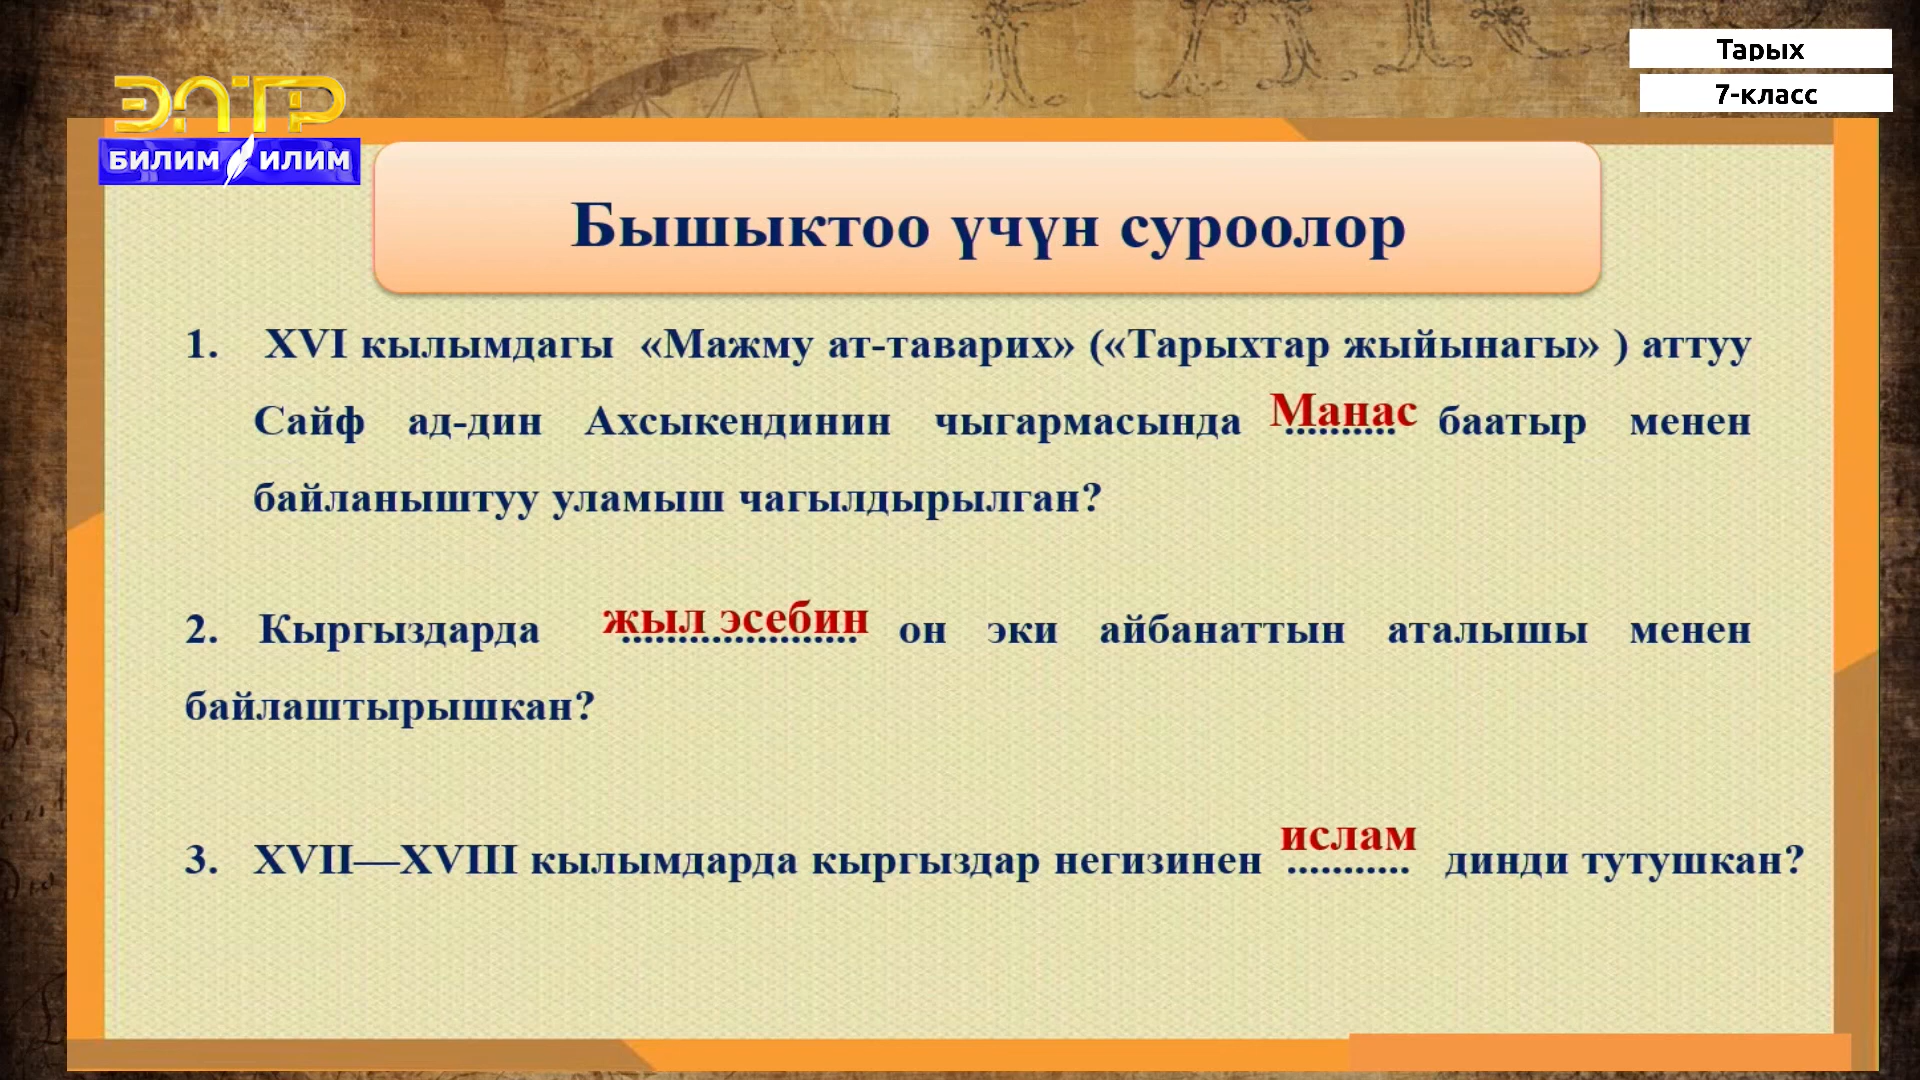 Тарых
7-класс
ЭЛТР
БИЛИМ ИЛИМ
Бышыктоо үчүн суроолор
1. XVI кылымдагы «Мажму ат-таварих» («Тарыхтар жыйынагы» ) аттуу
Сайф ад-дин Ахсыкендинин чыгармасында Манас баатыр менен
байланыштуу уламыш чагылдырылган?
2. Кыргыздарда жыл эсебин он эки айбанаттын аталышы менен
байлаштырышкан?
3. XVII—XVIII кылымдарда кыргыздар негизинен ислам динди тутушкан?